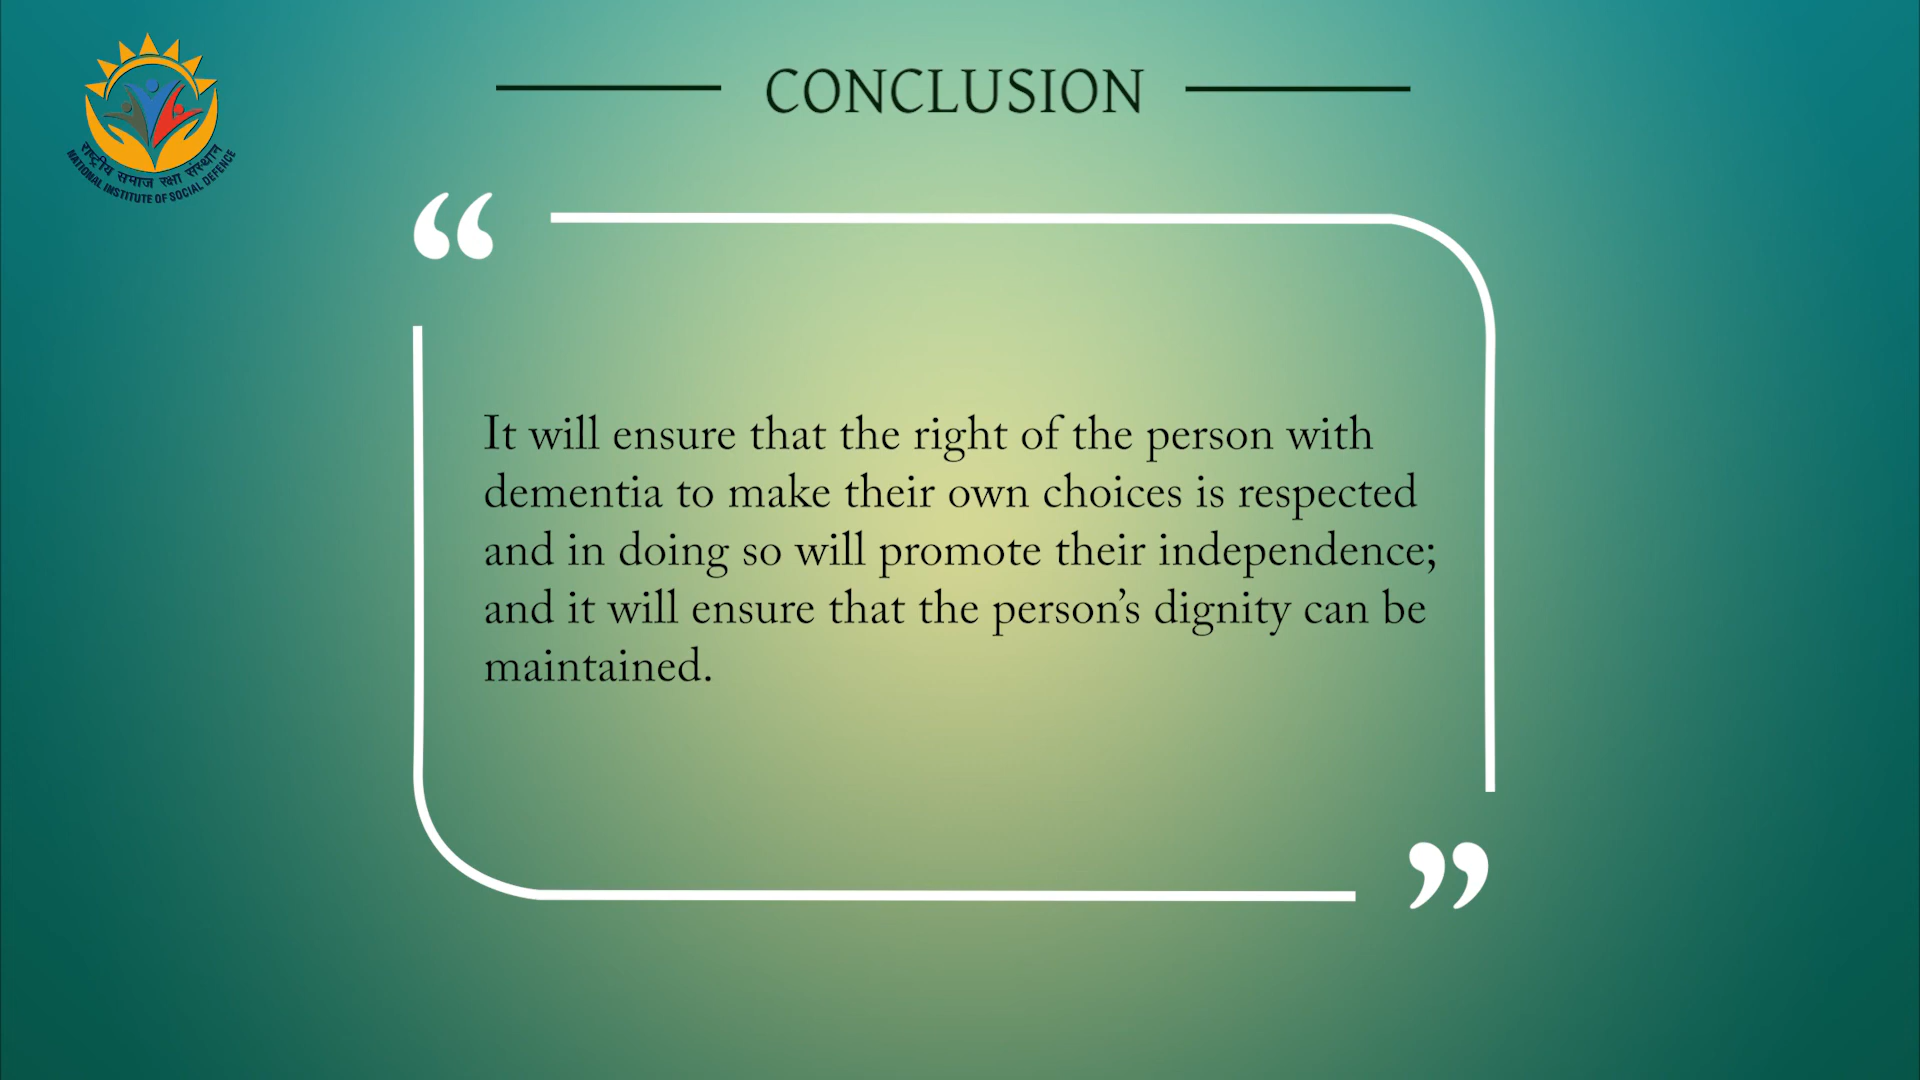 CONCLUSION
राष्ट्रीय समाज रक्षा संस्थान
NATIONAL INSTITUTE OF SOCIAL DEFENCE
“
It will ensure that the right of the person with
dementia to make their own choices is respected
and in doing so will promote their independence;
and it will ensure that the person’s dignity can be
maintained.
”